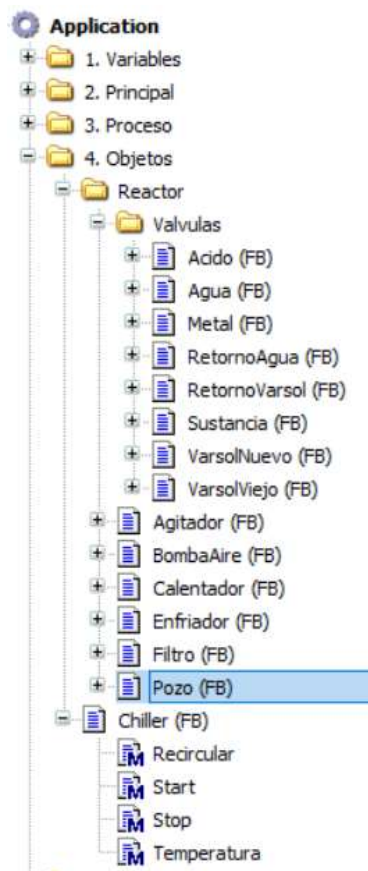 Application
1. Variables
2. Principal
3. Proceso
4. Objetos
Reactor
Valvulas
Acido (FB)
Agua (FB)
Metal (FB)
RetornoAgua (FB)
RetornoVarsol (FB)
Sustancia (FB)
VarsolNuevo (FB)
VarsolViejo (FB)
Agitador (FB)
BombaAire (FB)
Calentador (FB)
Enfriador (FB)
Filtro (FB)
Pozo (FB)
Chiller (FB)
M Recircular
M Start
M Stop
M Temperatura